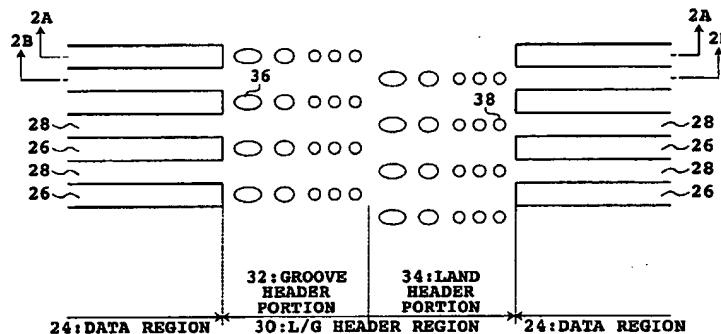 2A
2B
2A
2B
36
38
28
26
28
26
28
26
28
26
32:GROOVE
HEADER
PORTION
34:LAND
HEADER
PORTION
24:DATA REGION
30:L/G HEADER REGION
24:DATA REGION